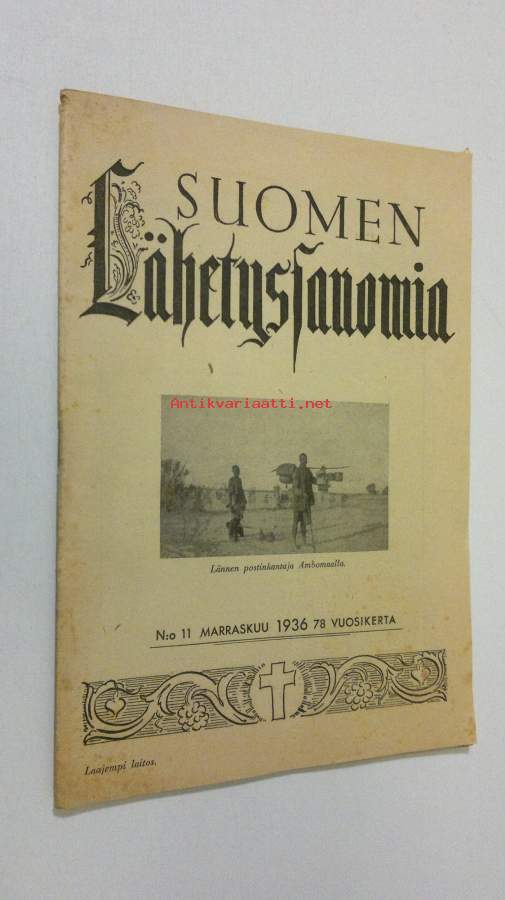 SUOMEN
Lähetyssanomia
Antikvariaatti.net
Lännen postinkantaja Ambomaalla.
N:o 11 MARRASKUU 1936 78 VUOSIKERTA
Laajempi laitos.